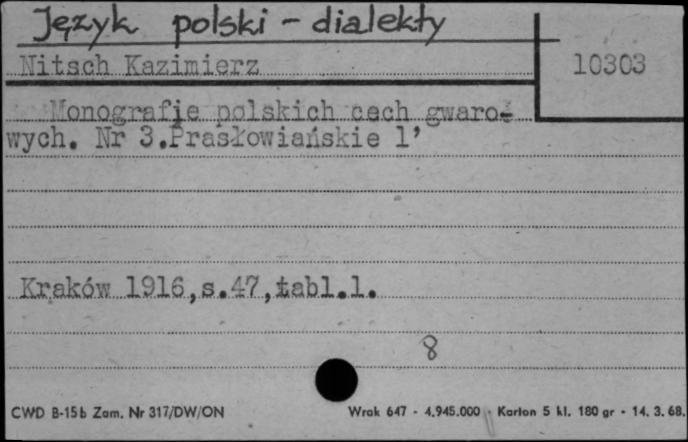 Język polski - dialekty
Nitsch Kazimierz
10303
Monografie polskich cech gwaro-
wych. Nr 3.Prasłowiańskie l'
Kraków 1916,s.47,tabl.1.
8
CWD B-15b Zam. Nr 317/DW/ON
Wrak 647 - 4.945.000 - Karton 5 kl. 180 gr - 14. 3. 68.